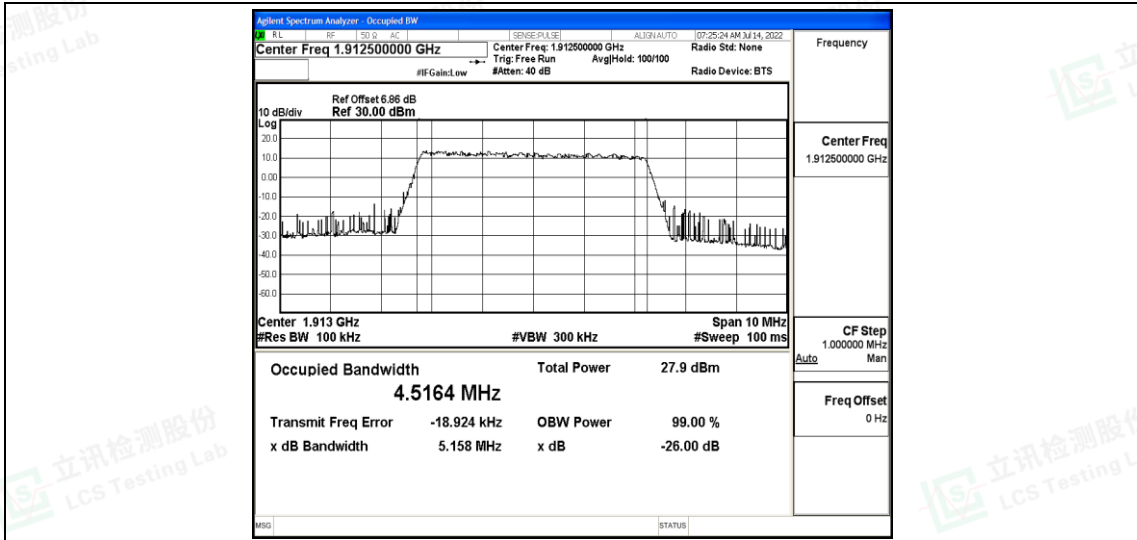 Agilent Spectrum Analyzer - Occupied BW
RL RF 50 Ω AC SENSE:PULSE ALIGNAUTO 07:25:24 AM Jul 14, 2022
Center Freq 1.912500000 GHz
Center Freq: 1.912500000 GHz
Radio Std: None
Trig: Free Run Avg|Hold: 100/100
#IFGain:Low
#Atten: 40 dB
Radio Device: BTS
Frequency
Ref Offset 6.86 dB
10 dB/div Ref 30.00 dBm
Log
20.0
10.0
0.00
-10.0
-20.0
-30.0
-40.0
-50.0
-60.0
Center Freq
1.912500000 GHz
Center 1.913 GHz Span 10 MHz
#Res BW 100 kHz #VBW 300 kHz #Sweep 100 ms
CF Step
1.000000 MHz
Auto Man
Occupied Bandwidth Total Power 27.9 dBm
4.5164 MHz
Transmit Freq Error -18.924 kHz OBW Power 99.00 %
x dB Bandwidth 5.158 MHz x dB -26.00 dB
Freq Offset
0 Hz
MSG STATUS
立讯检测股份
LCS Testing Lab
立讯检测股份